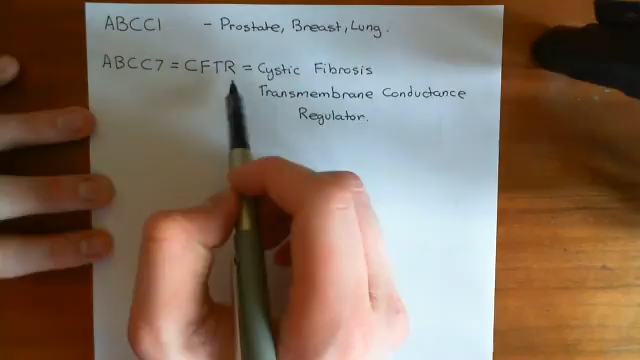 ABCC1 - Prostate, Breast, Lung.
ABCC7 = CFTR = Cystic Fibrosis
Transmembrane Conductance
Regulator.